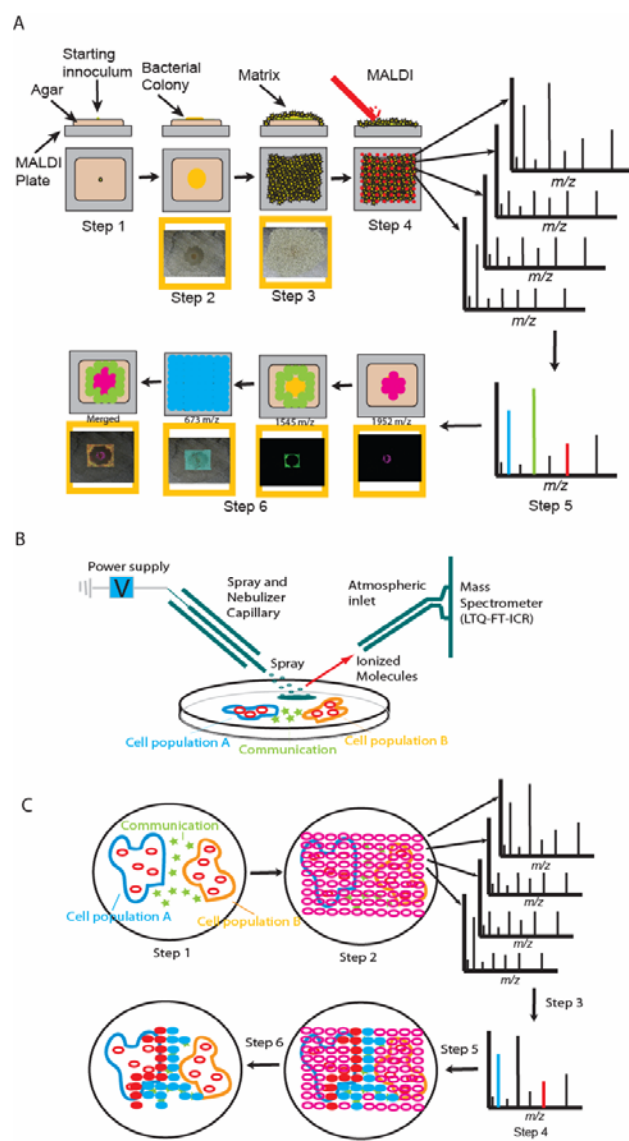 A
Starting
innoculum
Agar
MALDI
Plate
Bacterial
Colony
Matrix
MALDI
Step 1
Step 2
Step 3
Step 4
m/z
m/z
m/z
m/z
Merged
673 m/z
1545 m/z
1952 m/z
Step 6
m/z
Step 5
B
Power supply
V
Spray and
Nebulizer
Capillary
Spray
Atmospheric
inlet
Mass
Spectrometer
(LTQ-FT-ICR)
Ionized
Molecules
Cell population A
Communication
Cell population B
C
Communication
Cell population A
Cell population B
Step 1
Step 2
m/z
m/z
m/z
m/z
Step 3
Step 6
Step 5
m/z
Step 4